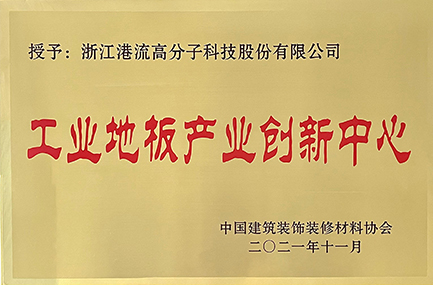 授予：浙江港流高分子科技股份有限公司
工业地板产业创新中心
中国建筑装饰装修材料协会
二〇二一年十一月